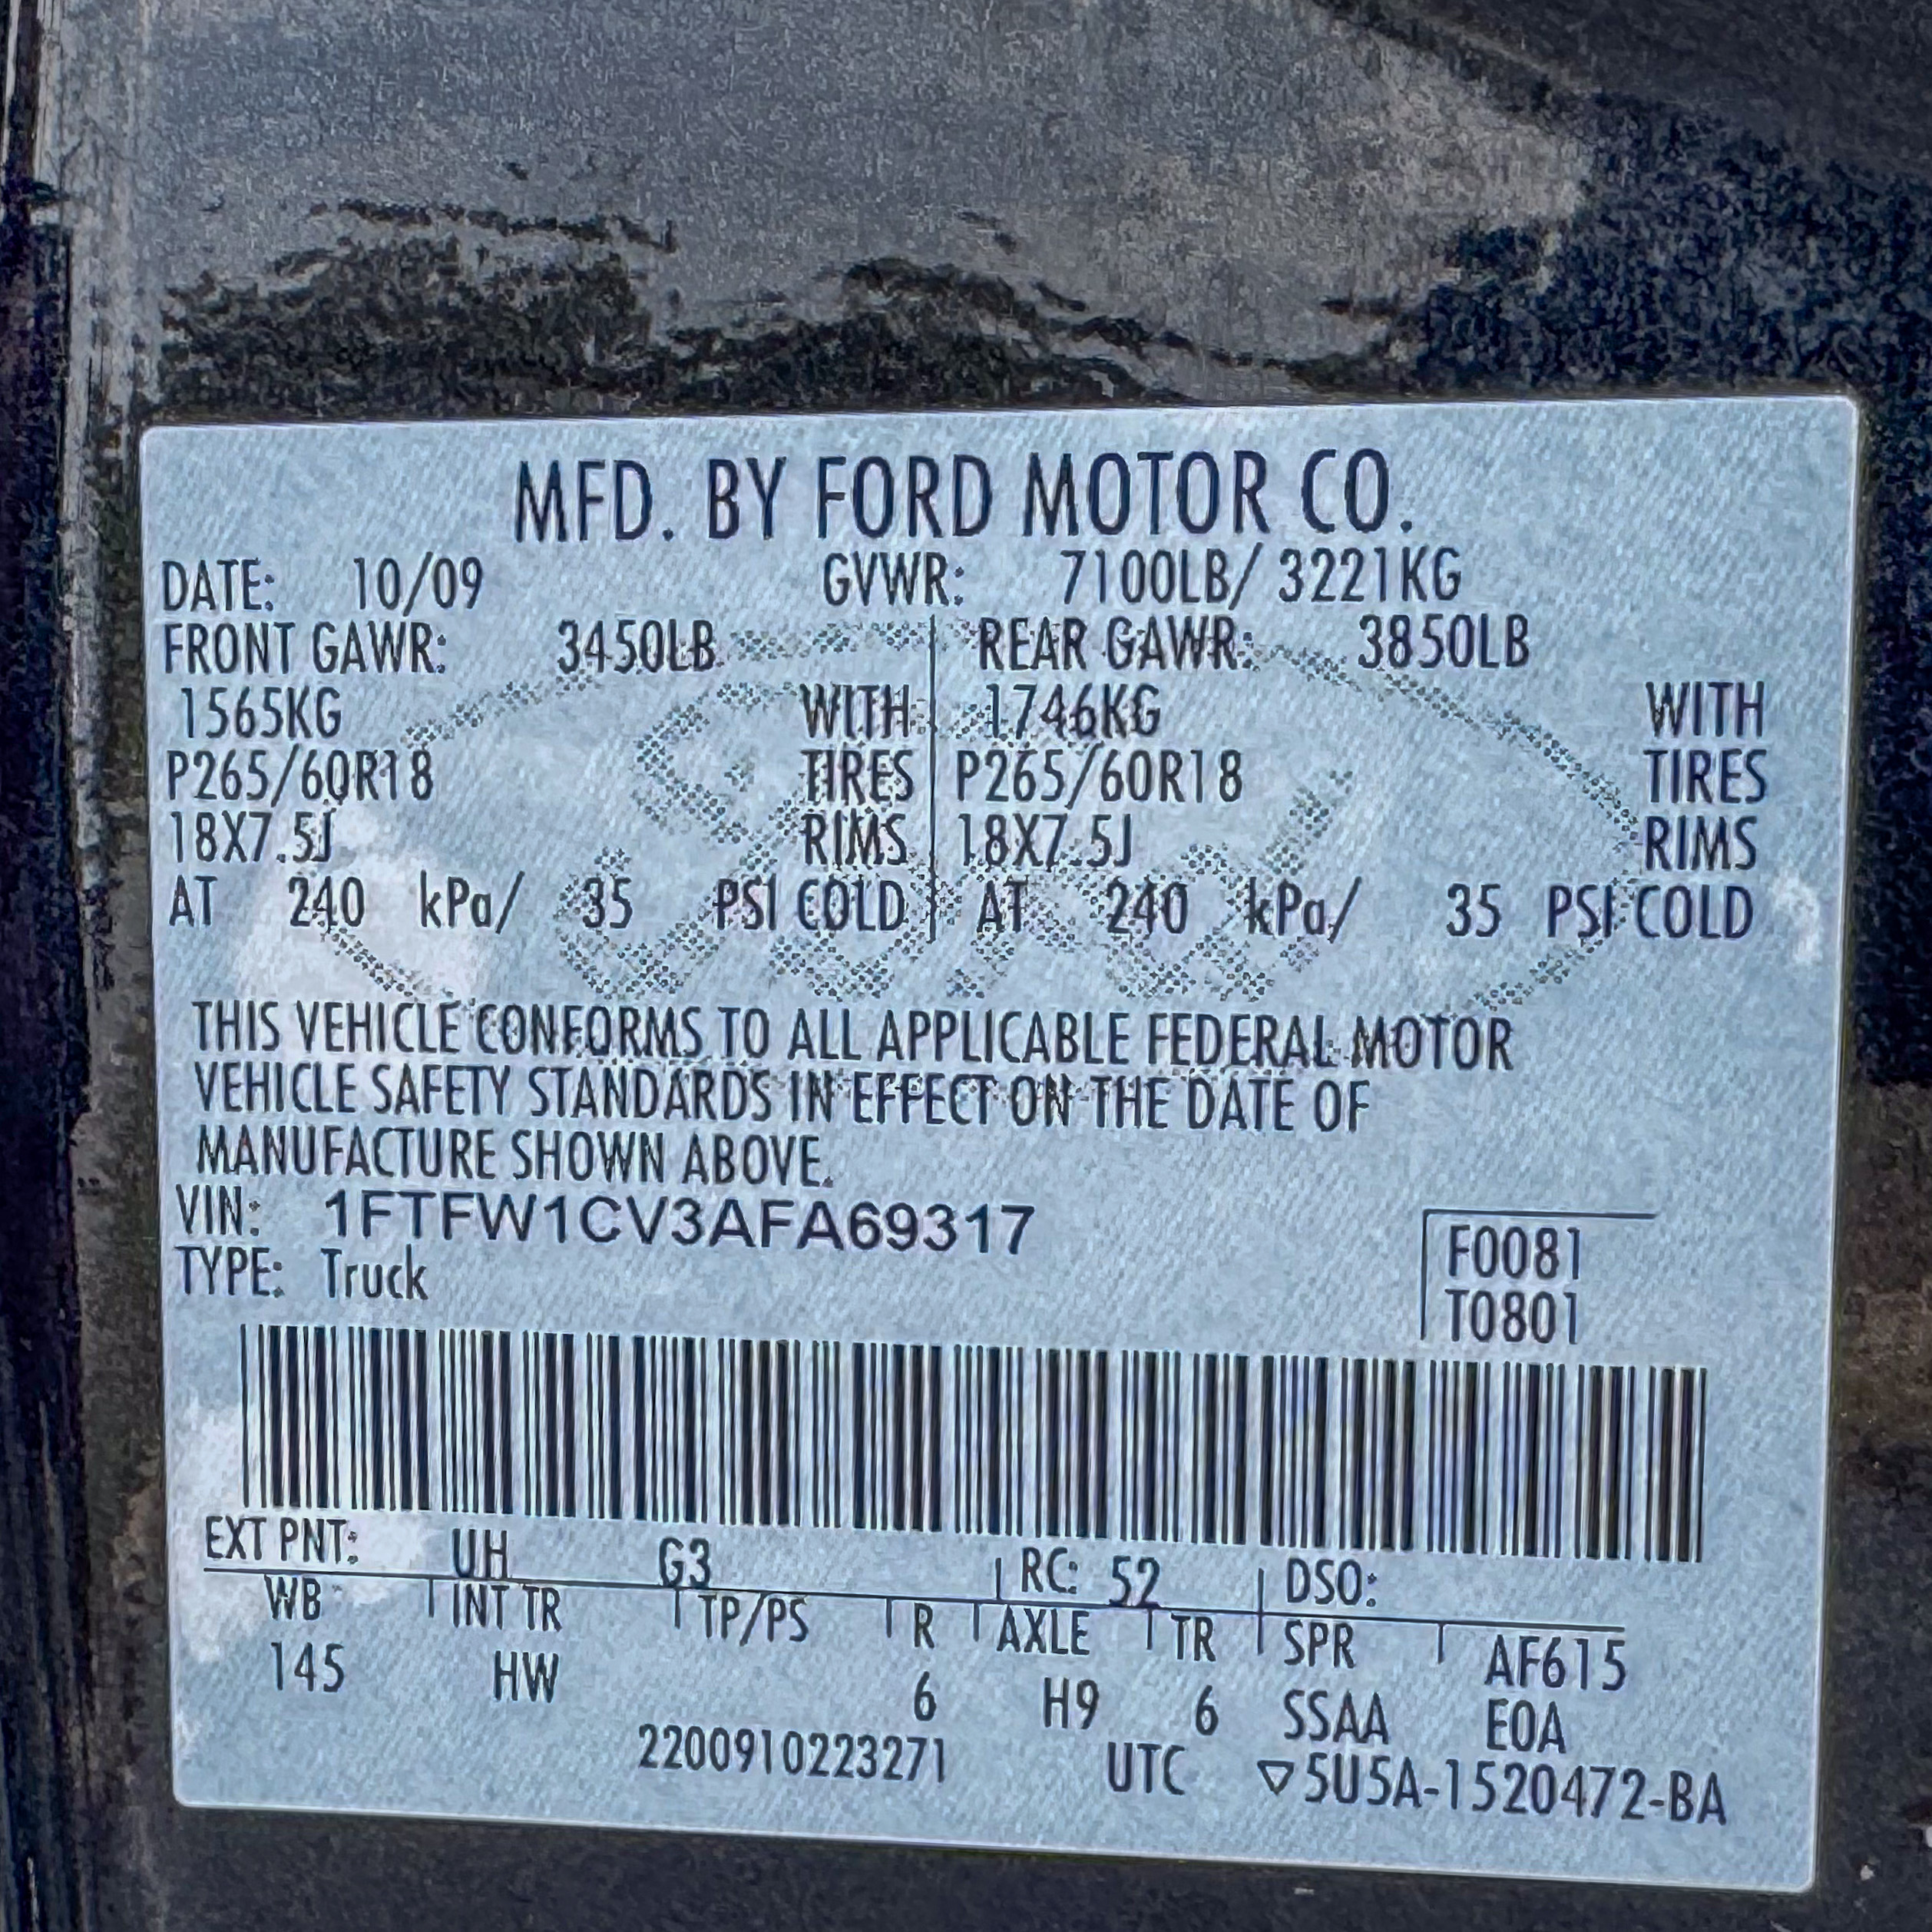 MFD. BY FORD MOTOR CO.
DATE: 10/09 GVWR: 7100LB/ 3221KG
FRONT GAWR: 3450LB REAR GAWR: 3850LB
1565KG WITH 1746KG WITH
P265/60R18 TIRES P265/60R18 TIRES
18X7.5J RIMS 18X7.5J RIMS
AT 240 kPa/ 35 PSI COLD AT 240 kPa/ 35 PSI COLD
THIS VEHICLE CONFORMS TO ALL APPLICABLE FEDERAL MOTOR
VEHICLE SAFETY STANDARDS IN EFFECT ON THE DATE OF
MANUFACTURE SHOWN ABOVE.
VIN: 1FTFW1CV3AFA69317
F0081
TYPE: Truck
T0801
EXT PNT: UH G3 RC: 52 DSO:
WB INT TR TP/PS R AXLE TR SPR AF615
145 HW 6 H9 6 SSAA E0A
2200910223271 UTC ▽5U5A-1520472-BA
Ford